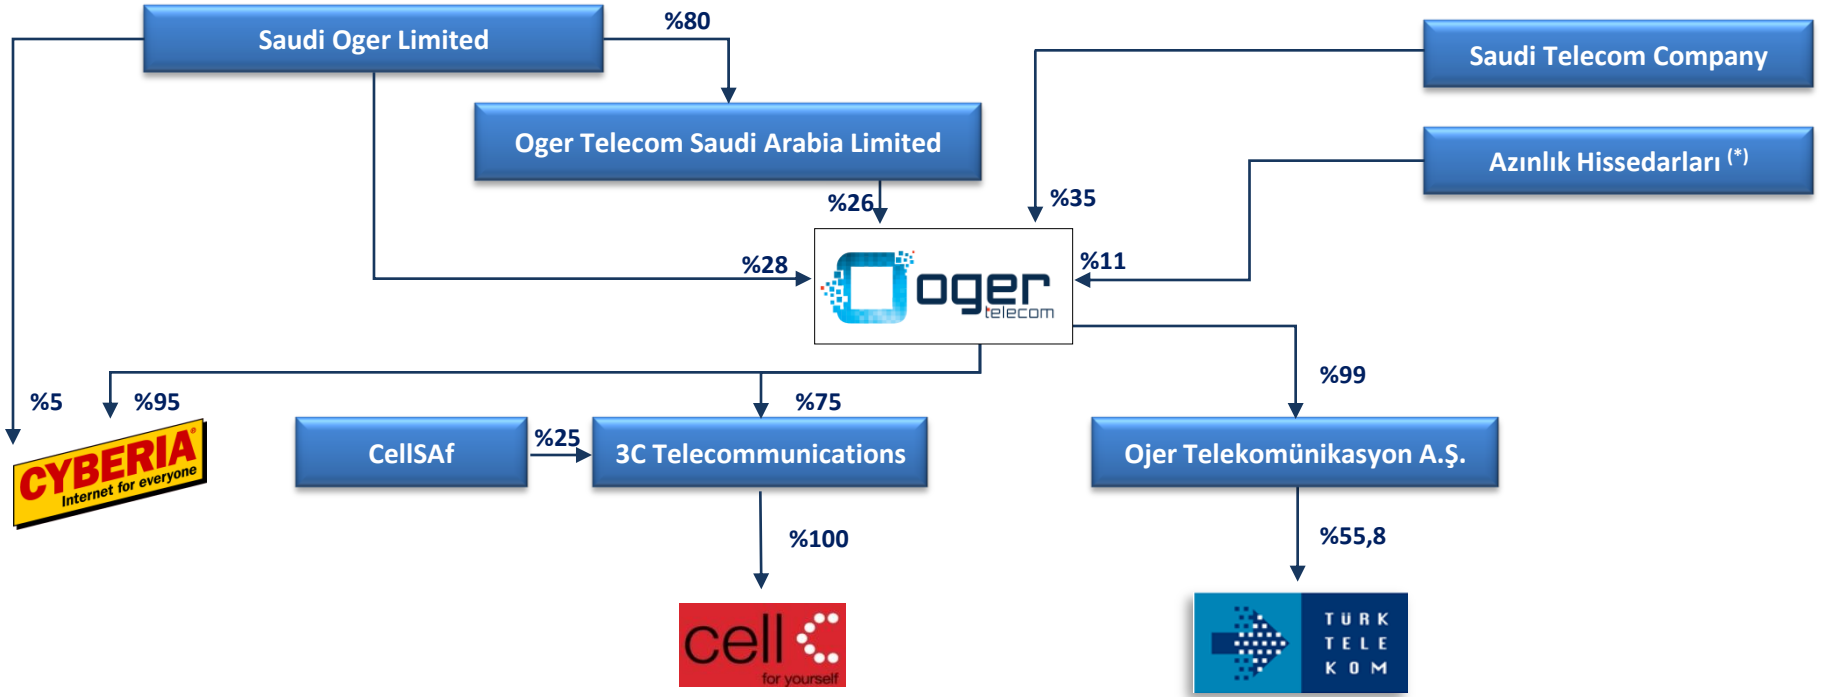 Saudi Oger Limited
%80
Saudi Telecom Company
Oger Telecom Saudi Arabia Limited
Azınlık Hissedarları (*)
%26
%35
%28
%11
oger
telecom
%5
%95
%75
%99
CYBERIA®
Internet for everyone
CellSAf
%25
3C Telecommunications
Ojer Telekomünikasyon A.Ş.
%100
%55,8
cell C
for yourself
TÜRK
TELE
KOM